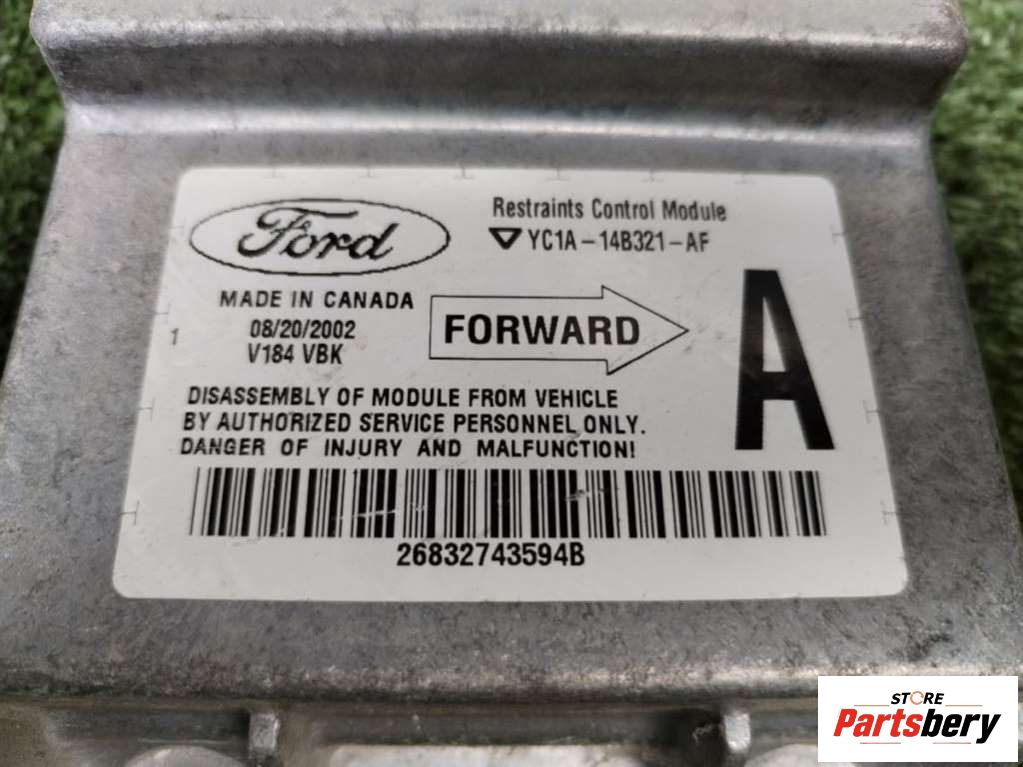 Ford
Restraints Control Module
YC1A-14B321-AF
MADE IN CANADA
08/20/2002
V184 VBK
1
FORWARD
A
DISASSEMBLY OF MODULE FROM VEHICLE
BY AUTHORIZED SERVICE PERSONNEL ONLY.
DANGER OF INJURY AND MALFUNCTION!
26832743594B
STORE
Partsbery